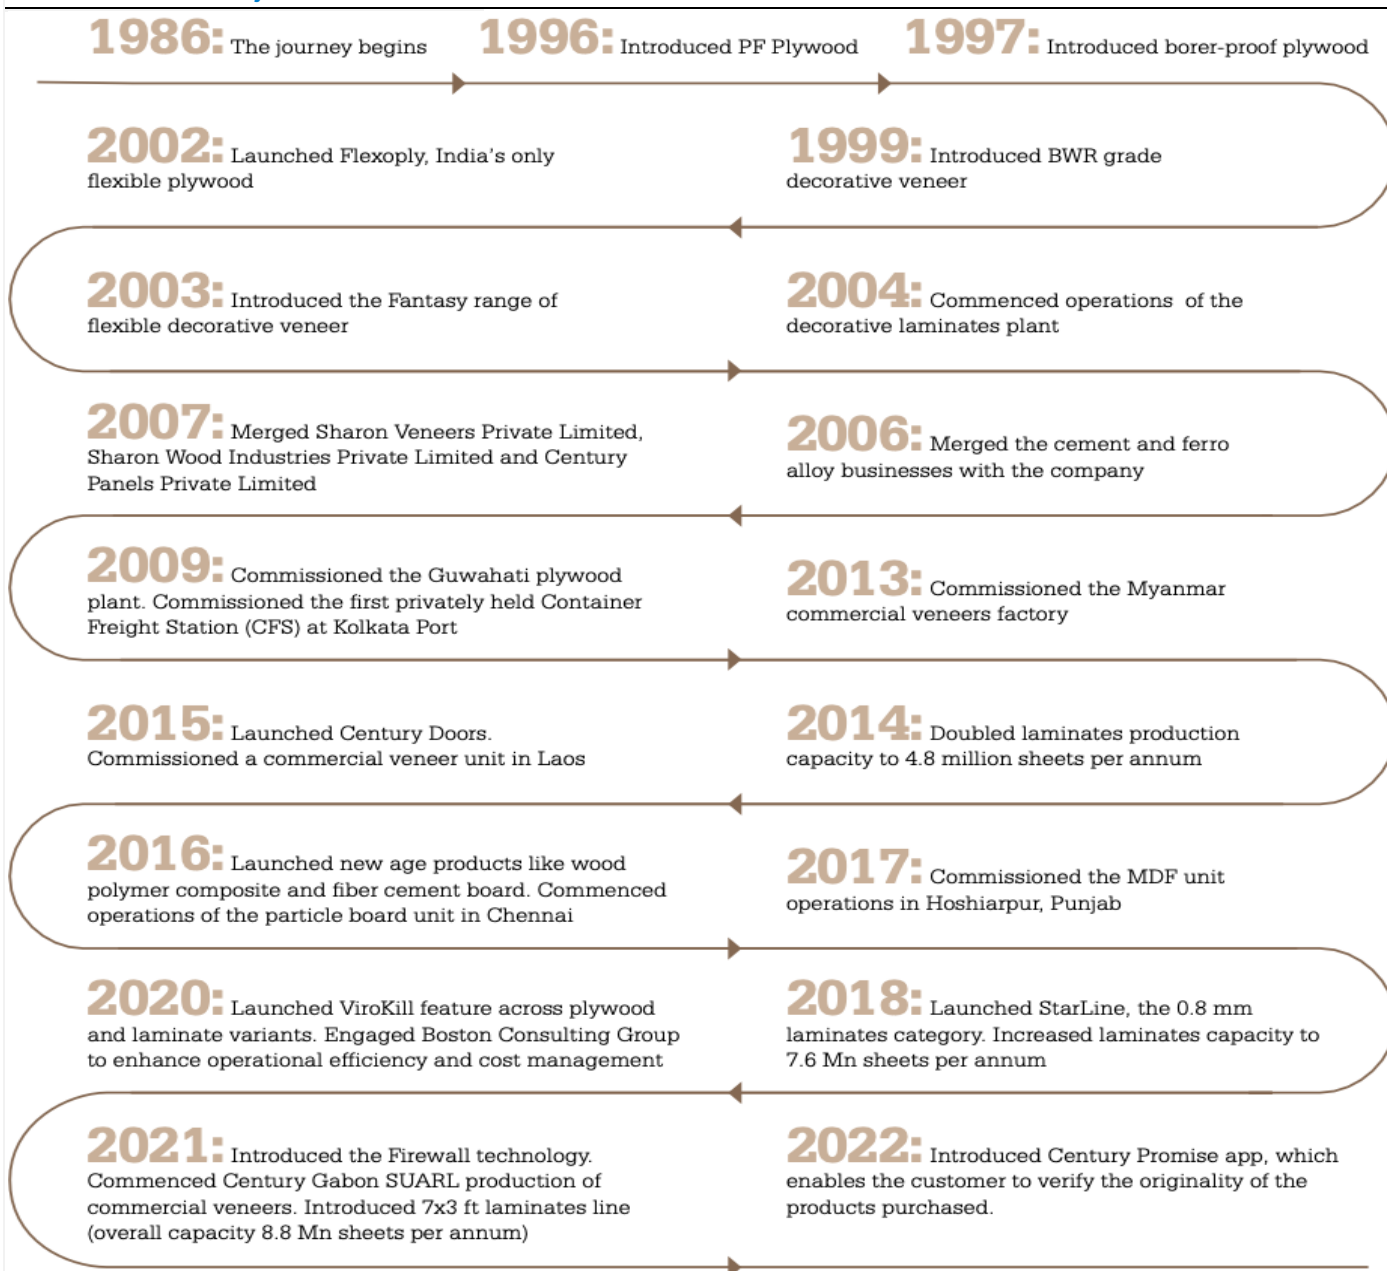 1986: The journey begins
1996: Introduced PF Plywood
1997: Introduced borer-proof plywood
1999: Introduced BWR grade
decorative veneer
2002: Launched Flexoply, India's only
flexible plywood
2003: Introduced the Fantasy range of
flexible decorative veneer
2004: Commenced operations of the
decorative laminates plant
2006: Merged the cement and ferro
alloy businesses with the company
2007: Merged Sharon Veneers Private Limited,
Sharon Wood Industries Private Limited and Century
Panels Private Limited
2009: Commissioned the Guwahati plywood
plant. Commissioned the first privately held Container
Freight Station (CFS) at Kolkata Port
2013: Commissioned the Myanmar
commercial veneers factory
2014: Doubled laminates production
capacity to 4.8 million sheets per annum
2015: Launched Century Doors.
Commissioned a commercial veneer unit in Laos
2016: Launched new age products like wood
polymer composite and fiber cement board. Commenced
operations of the particle board unit in Chennai
2017: Commissioned the MDF unit
operations in Hoshiarpur, Punjab
2018: Launched StarLine, the 0.8 mm
laminates category. Increased laminates capacity to
7.6 Mn sheets per annum
2020: Launched ViroKill feature across plywood
and laminate variants. Engaged Boston Consulting Group
to enhance operational efficiency and cost management
2021: Introduced the Firewall technology.
Commenced Century Gabon SUARL production of
commercial veneers. Introduced 7x3 ft laminates line
(overall capacity 8.8 Mn sheets per annum)
2022: Introduced Century Promise app, which
enables the customer to verify the originality of the
products purchased.